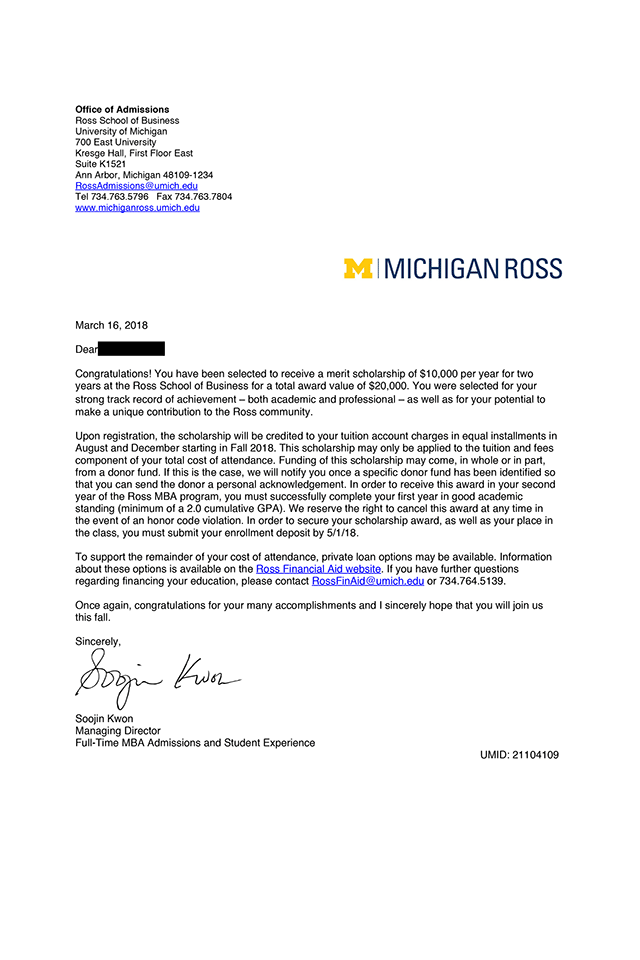 Office of Admissions
Ross School of Business
University of Michigan
700 East University
Kresge Hall, First Floor East
Suite K1521
Ann Arbor, Michigan 48109-1234
RossAdmissions@umich.edu
Tel 734.763.5796 Fax 734.763.7804
www.michiganross.umich.edu
M | MICHIGAN ROSS
March 16, 2018
Dear
Congratulations! You have been selected to receive a merit scholarship of $10,000 per year for two
years at the Ross School of Business for a total award value of $20,000. You were selected for your
strong track record of achievement – both academic and professional – as well as for your potential to
make a unique contribution to the Ross community.
Upon registration, the scholarship will be credited to your tuition account charges in equal installments in
August and December starting in Fall 2018. This scholarship may only be applied to the tuition and fees
component of your total cost of attendance. Funding of this scholarship may come, in whole or in part,
from a donor fund. If this is the case, we will notify you once a specific donor fund has been identified so
that you can send the donor a personal acknowledgement. In order to receive this award in your second
year of the Ross MBA program, you must successfully complete your first year in good academic
standing (minimum of a 2.0 cumulative GPA). We reserve the right to cancel this award at any time in
the event of an honor code violation. In order to secure your scholarship award, as well as your place in
the class, you must submit your enrollment deposit by 5/1/18.
To support the remainder of your cost of attendance, private loan options may be available. Information
about these options is available on the Ross Financial Aid website. If you have further questions
regarding financing your education, please contact RossFinAid@umich.edu or 734.764.5139.
Once again, congratulations for your many accomplishments and I sincerely hope that you will join us
this fall.
Sincerely,
Soojin Kwon
Soojin Kwon
Managing Director
Full-Time MBA Admissions and Student Experience
UMID: 21104109